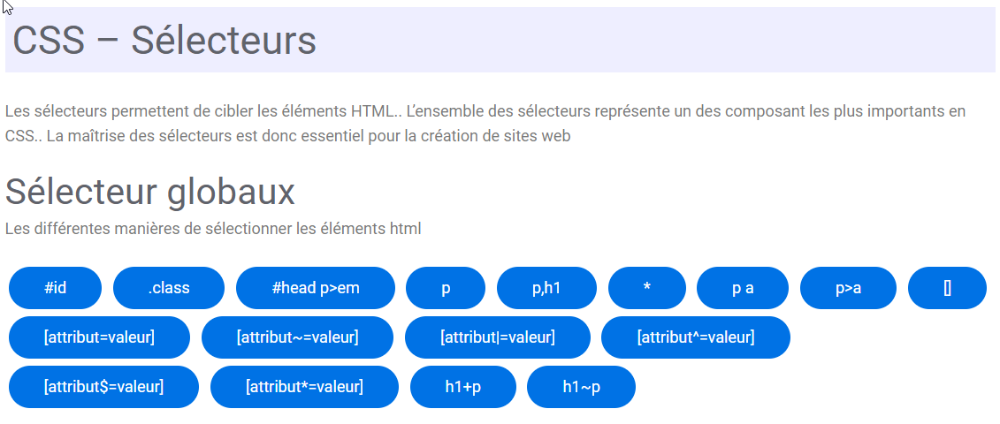 CSS – Sélecteurs
Les sélecteurs permettent de cibler les éléments HTML.. L’ensemble des sélecteurs représente un des composant les plus importants en
CSS.. La maîtrise des sélecteurs est donc essentiel pour la création de sites web
Sélecteur globaux
Les différentes manières de sélectionner les éléments html
#id .class #head p>em p p,h1 * p a p>a []
[attribut=valeur] [attribut~=valeur] [attribut|=valeur] [attribut^=valeur]
[attribut$=valeur] [attribut*=valeur] h1+p h1~p